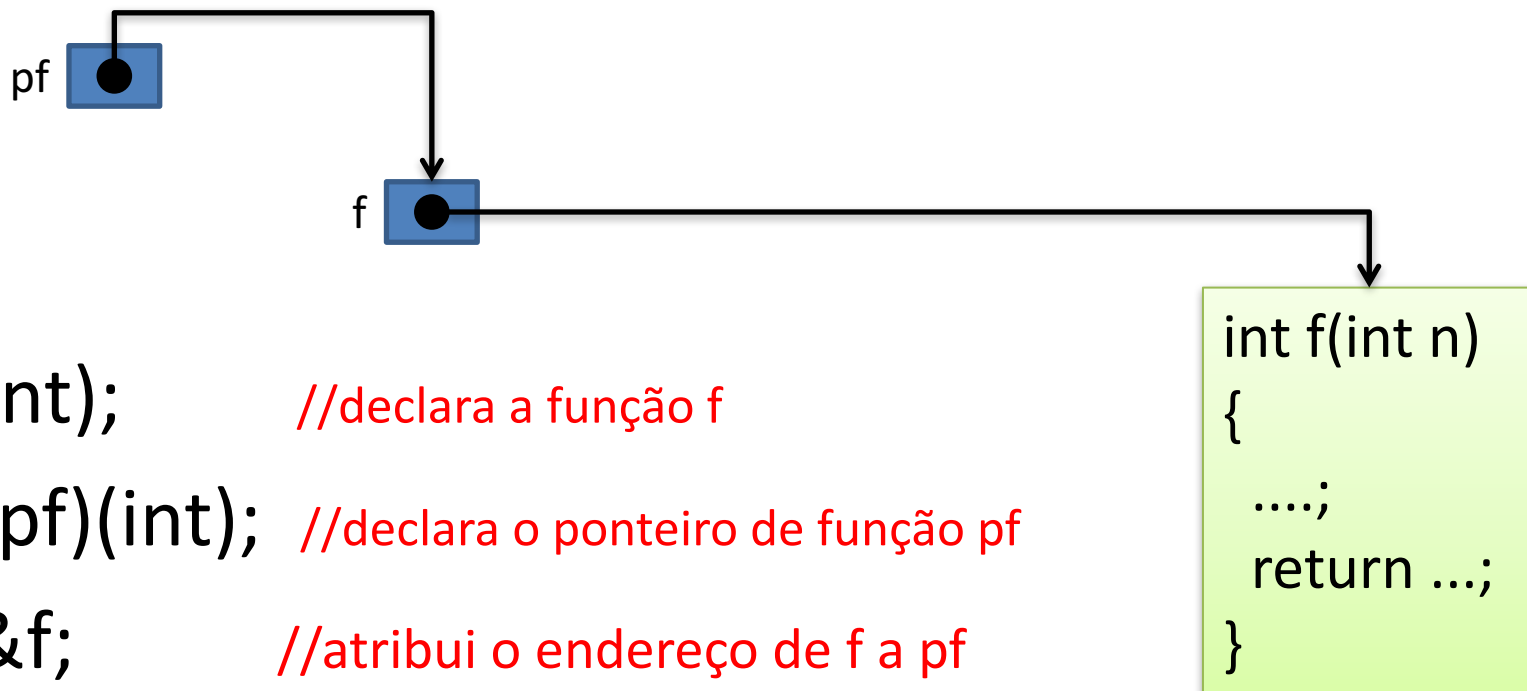 pf
f
nt); //declara a função f
pf)(int); //declara o ponteiro de função pf
&f; //atribui o endereço de f a pf
int f(int n)
{
....;
return ...;
}